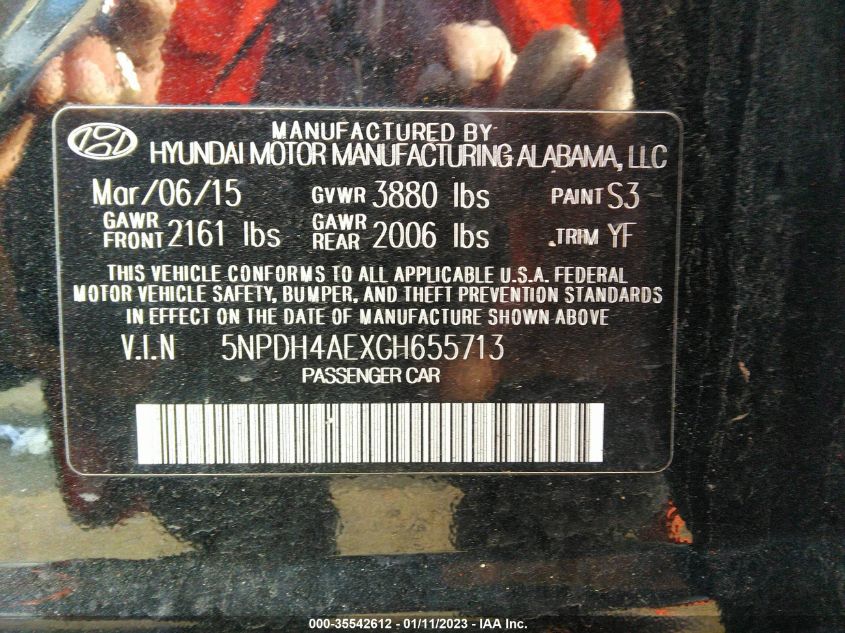 MANUFACTURED BY
HYUNDAI MOTOR MANUFACTURING ALABAMA, LLC
Mar/06/15 GVWR 3880 lbs PAINT S3
GAWR FRONT 2161 lbs GAWR REAR 2006 lbs .TRIM YF
THIS VEHICLE CONFORMS TO ALL APPLICABLE U.S.A. FEDERAL
MOTOR VEHICLE SAFETY, BUMPER, AND THEFT PREVENTION STANDARDS
IN EFFECT ON THE DATE OF MANUFACTURE SHOWN ABOVE
V.I.N 5NPDH4AEXGH655713
PASSENGER CAR
000-35542612 - 01/11/2023 - IAA Inc.